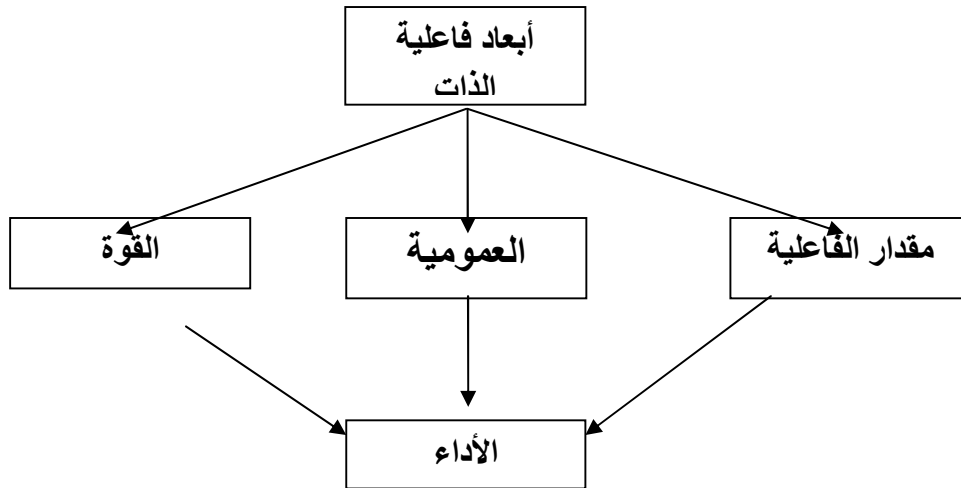 أبعاد فاعلية
الذات
مقدار الفاعلية
العمومية
القوة
الأداء